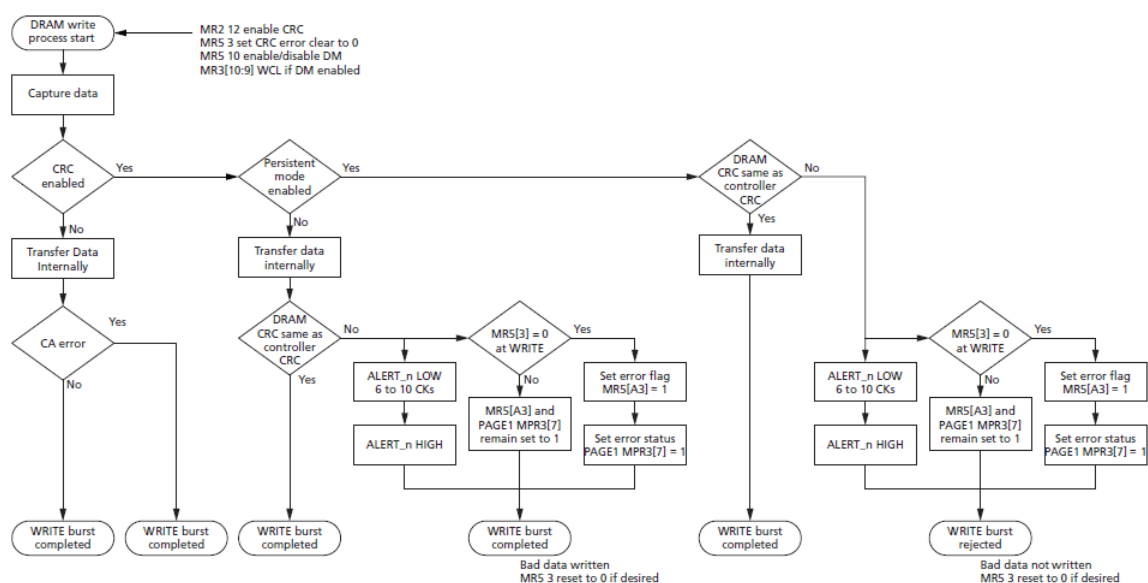 DRAM write
process start
MR2 12 enable CRC
MR5 3 set CRC error clear to 0
MR5 10 enable/disable DM
MR3[10:9] WCL if DM enabled
Capture data
CRC
enabled
Yes
No
Persistent
mode
enabled
Yes
No
DRAM
CRC same as
controller
CRC
No
Yes
Transfer Data
Internally
Transfer data
internally
Transfer data
internally
CA error
Yes
No
DRAM
CRC same as
controller
CRC
No
Yes
ALERT_n LOW
6 to 10 CKs
ALERT_n HIGH
MR5[3] = 0
at WRITE
Yes
No
MR5[A3] and
PAGE1 MPR3[7]
remain set to 1
Set error flag
MR5[A3] = 1
Set error status
PAGE1 MPR3[7] = 1
ALERT_n LOW
6 to 10 CKs
ALERT_n HIGH
MR5[3] = 0
at WRITE
Yes
No
MR5[A3] and
PAGE1 MPR3[7]
remain set to 1
Set error flag
MR5[A3] = 1
Set error status
PAGE1 MPR3[7] = 1
WRITE burst
completed
WRITE burst
completed
WRITE burst
completed
WRITE burst
completed
Bad data written
MR5 3 reset to 0 if desired
WRITE burst
completed
WRITE burst
rejected
Bad data not written
MR5 3 reset to 0 if desired